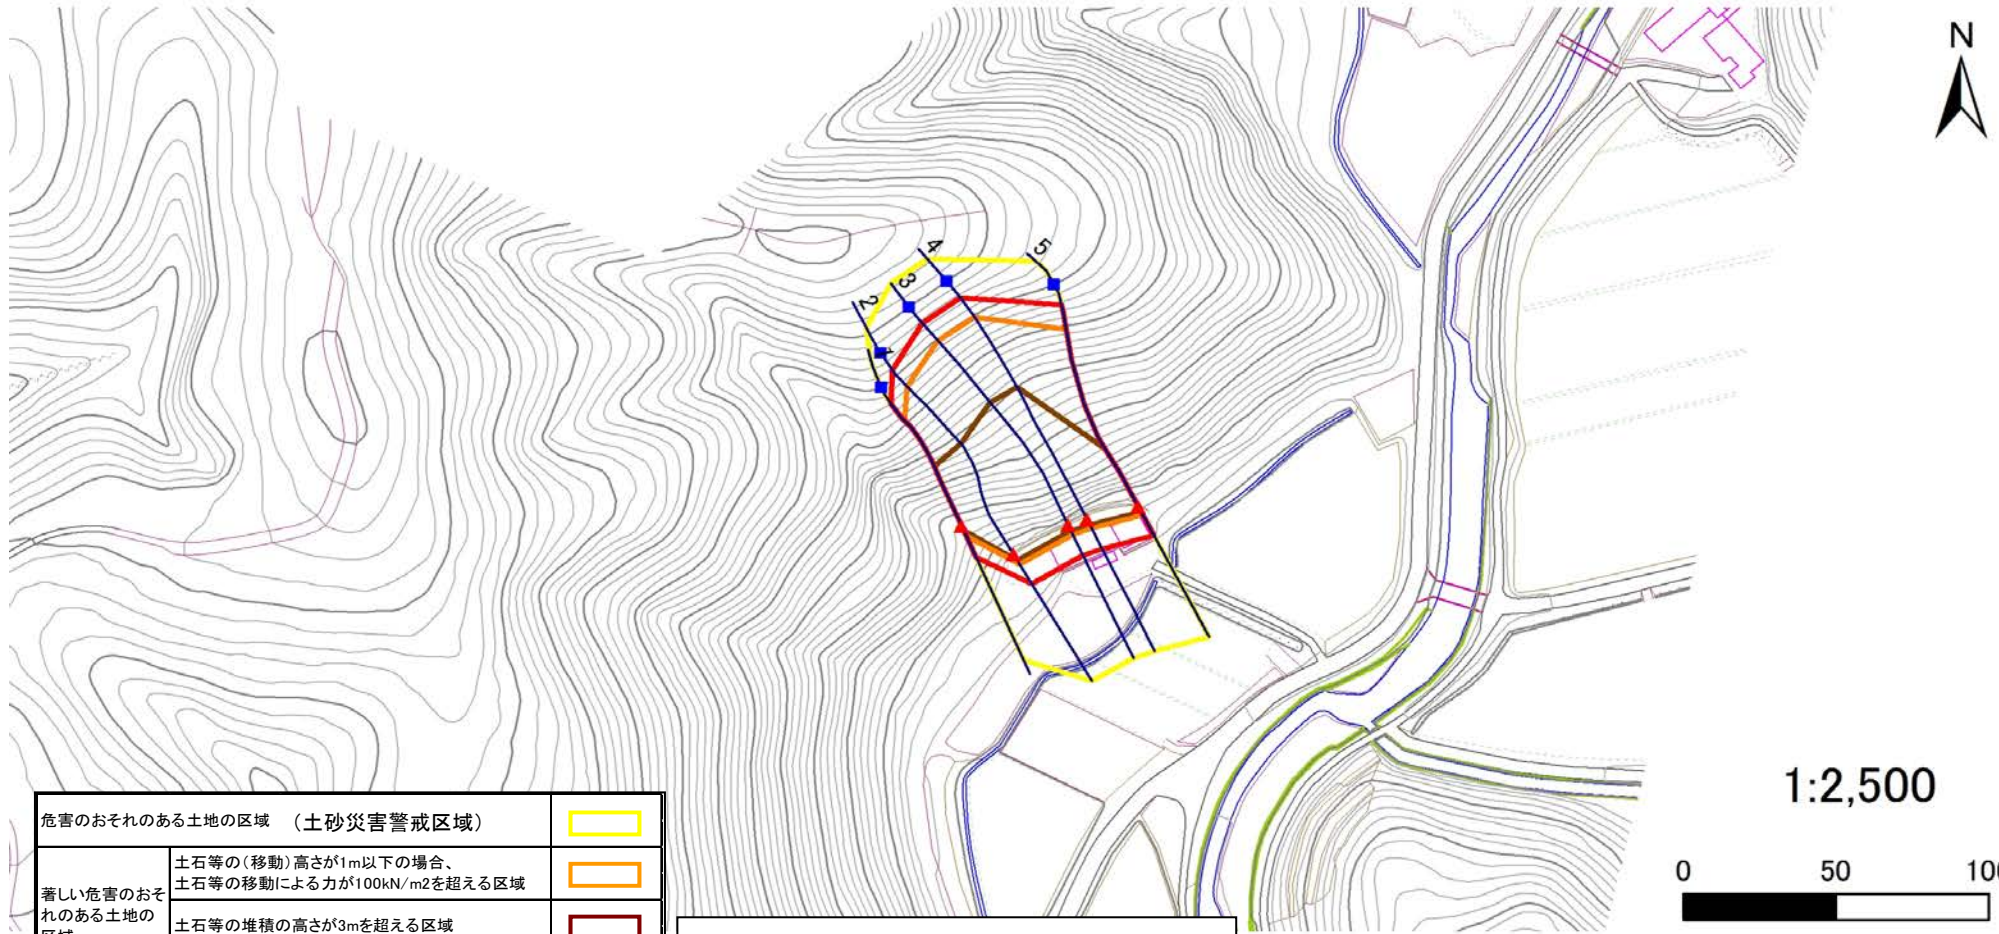 N
4
5
3
2
1
1:2,500
0 50
危害のおそれのある土地の区域 (土砂災害警戒区域)
著しい危害のおそ
れのある土地の
土石等の(移動)高さが1m以下の場合、
土石等の移動による力が100kN/m2を超える区域
土石等の堆積の高さが3mを超える区域